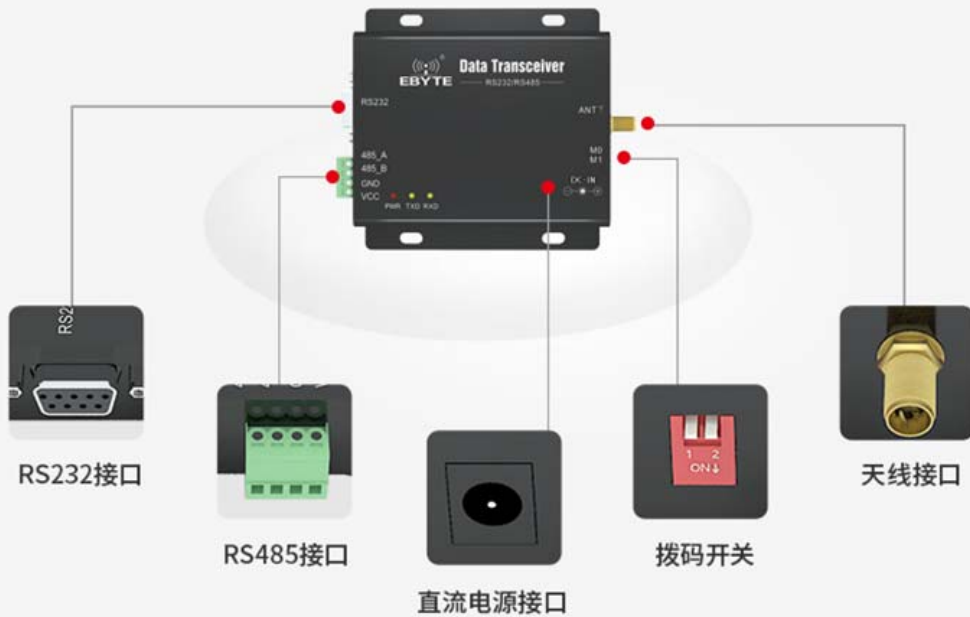 EBYTE
Data Transceiver
RS232/RS485
RS232
ANT
485_A
485_B
GND
VCC
M0
M1
DC-IN
PWR TXD RXD
RS2
1 2
ON↓
RS232接口
RS485接口
直流电源接口
拨码开关
天线接口